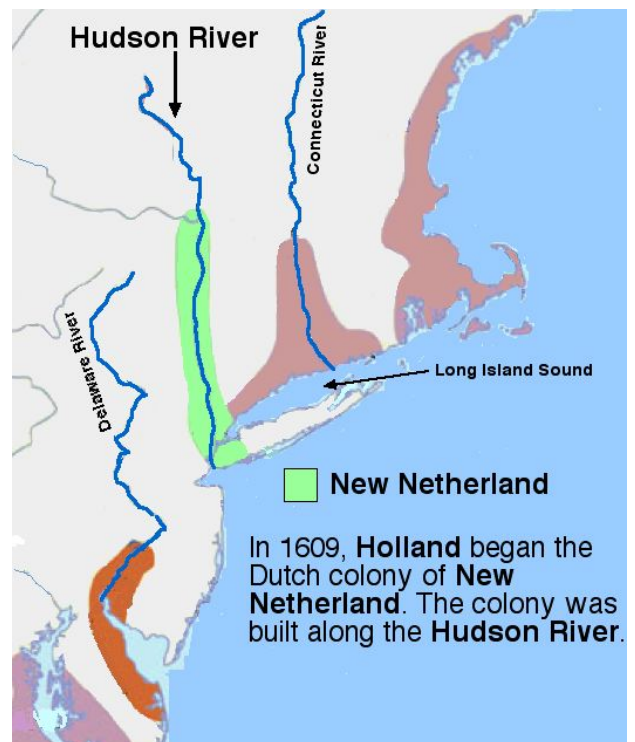 Hudson River
Connecticut River
Delaware River
Long Island Sound
New Netherland
In 1609, Holland began the
Dutch colony of New
Netherland. The colony was
built along the Hudson River.